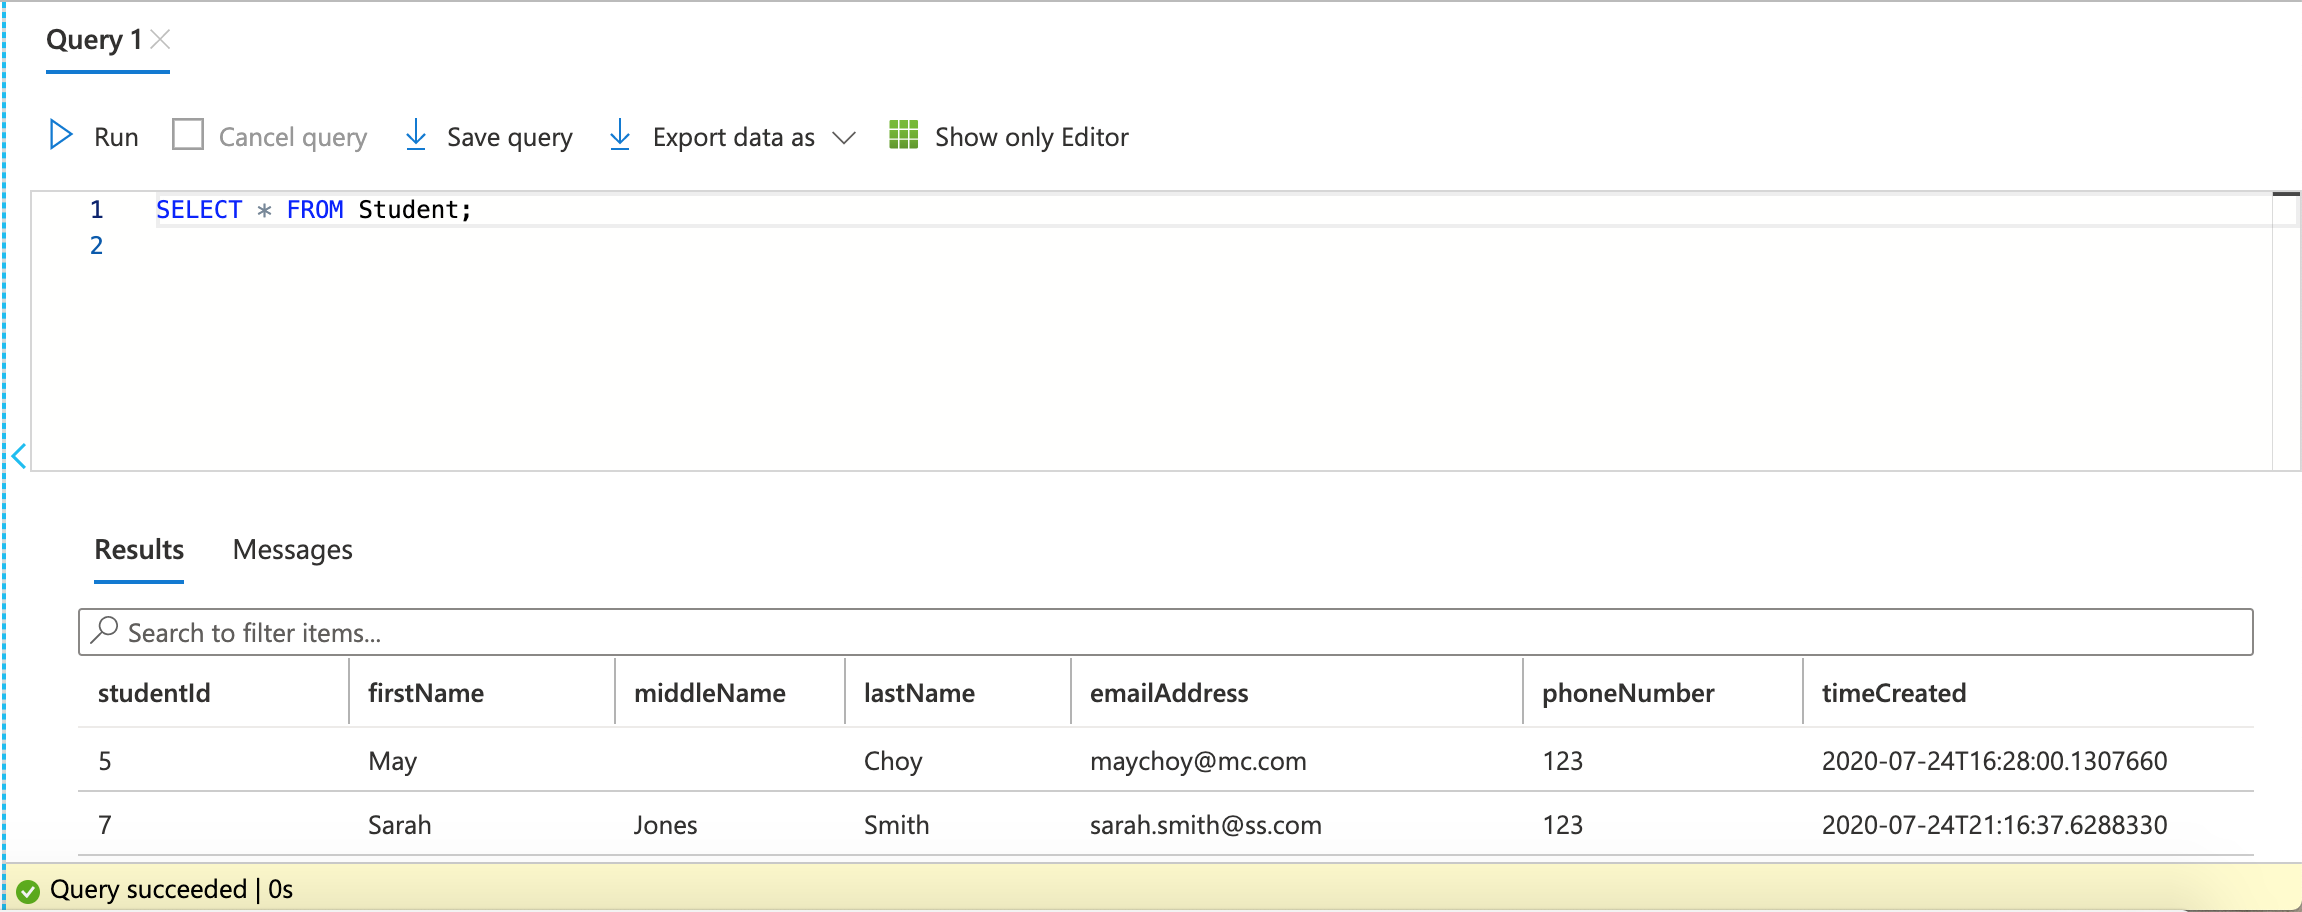 Query 1
Run Cancel query Save query Export data as Show only Editor
1 SELECT * FROM Student;
2
Results Messages
Search to filter items...
studentId firstName middleName lastName emailAddress phoneNumber timeCreated
5 May Choy maychoy@mc.com 123 2020-07-24T16:28:00.1307660
7 Sarah Jones Smith sarah.smith@ss.com 123 2020-07-24T21:16:37.6288330
Query succeeded | 0s